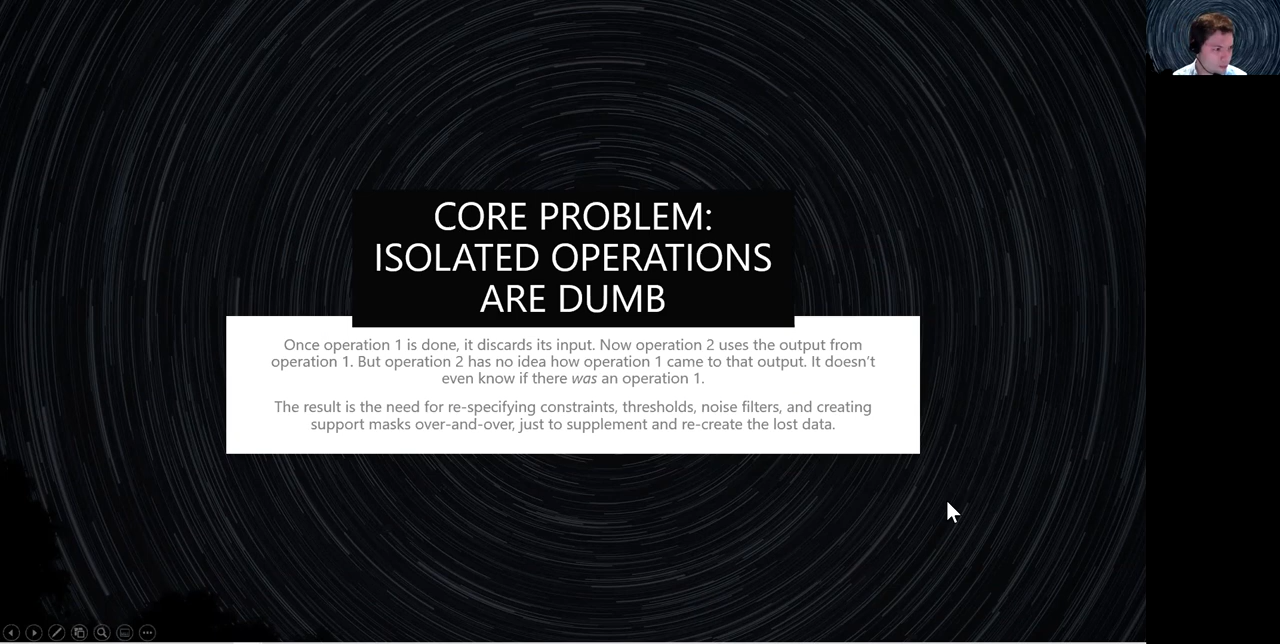 CORE PROBLEM:
ISOLATED OPERATIONS
ARE DUMB
Once operation 1 is done, it discards its input. Now operation 2 uses the output from
operation 1. But operation 2 has no idea how operation 1 came to that output. It doesn’t
even know if there was an operation 1.
The result is the need for re-specifying constraints, thresholds, noise filters, and creating
support masks over-and-over, just to supplement and re-create the lost data.